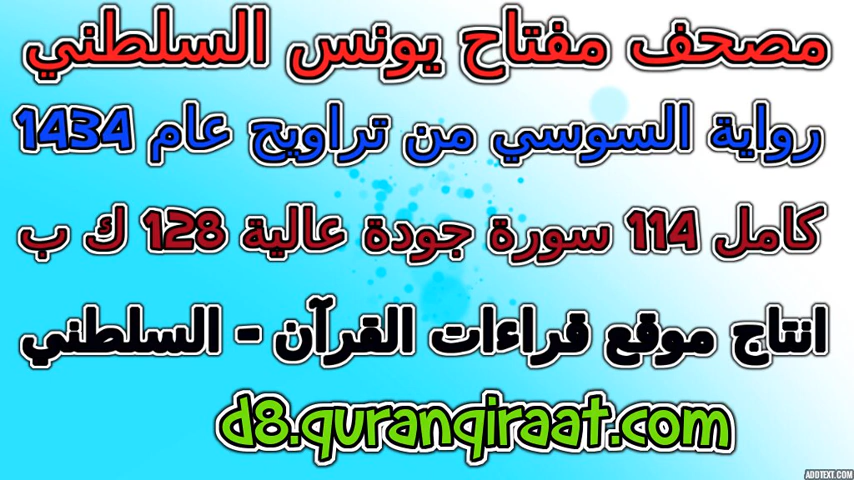 مصحف مفتاح يونس السلطني
رواية السوسي من تراويح عام 1434
كامل 114 سورة جودة عالية 128 ك ب
انتاج موقع قراءات القرآن - السلطني
d8.quranqiraat.com
ADDTEXT.COM